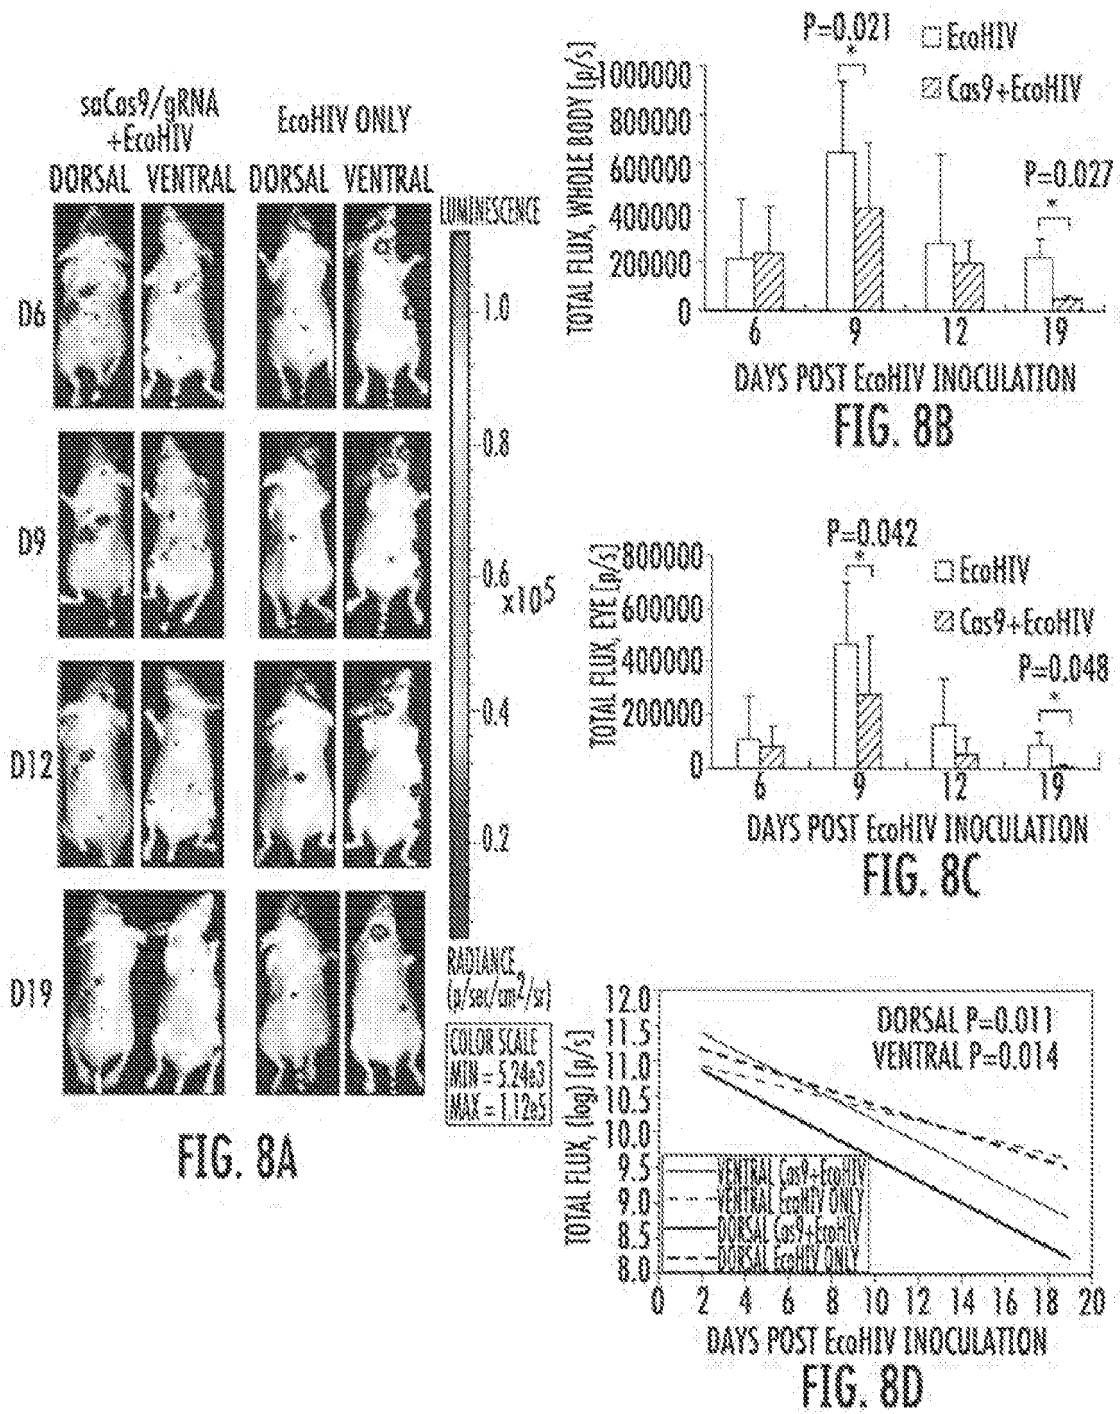 saCas9/gRNA
+EcoHIV
EcoHIV ONLY
DORSAL VENTRAL DORSAL VENTRAL
D6
D9
D12
D19
LUMINESCENCE
1.0
0.8
0.6
x10^5
0.4
0.2
RADIANCE
(p/sec/cm²/sr)
COLOR SCALE
MIN = 5.24e3
MAX = 1.12e5
FIG. 8A
P=0.021
*
EcoHIV
Cas9+EcoHIV
P=0.027
*
TOTAL FLUX, WHOLE BODY [p/s]
1000000
800000
600000
400000
200000
0
6 9 12 19
DAYS POST EcoHIV INOCULATION
FIG. 8B
P=0.042
*
EcoHIV
Cas9+EcoHIV
P=0.048
*
TOTAL FLUX, EYE [p/s]
800000
600000
400000
200000
0
6 9 12 19
DAYS POST EcoHIV INOCULATION
FIG. 8C
DORSAL P=0.011
VENTRAL P=0.014
TOTAL FLUX, (log) [p/s]
12.0
11.5
11.0
10.5
10.0
9.5
9.0
8.5
8.0
VENTRAL Cas9+EcoHIV
VENTRAL EcoHIV ONLY
DORSAL Cas9+EcoHIV
DORSAL EcoHIV ONLY
0 2 4 6 8 10 12 14 16 18 20
DAYS POST EcoHIV INOCULATION
FIG. 8D